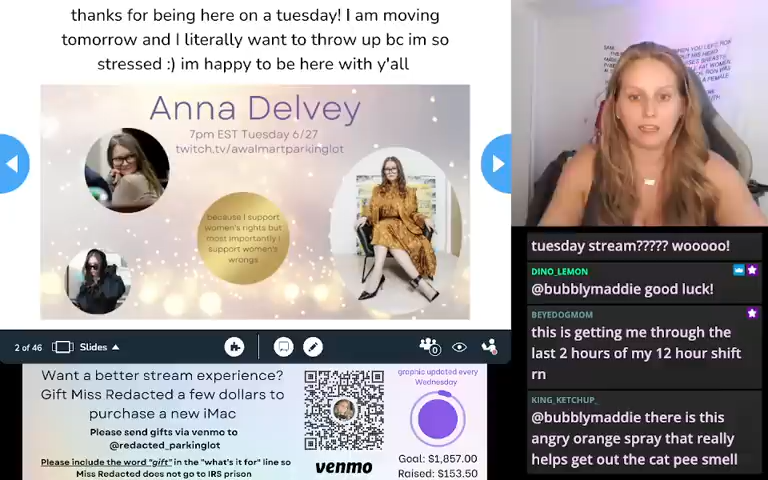 thanks for being here on a tuesday! I am moving
tomorrow and I literally want to throw up bc im so
stressed :) im happy to be here with y'all
Anna Delvey
7pm EST Tuesday 6/27
twitch.tv/awalmartparkinglot
because I support
women's rights but
most importantly I
support women's
wrongs
2 of 46
Slides
0
Want a better stream experience?
Gift Miss Redacted a few dollars to
purchase a new iMac
Please send gifts via venmo to
@redacted_parkinglot
Please include the word "gift" in the "what's it for" line so
Miss Redacted does not go to IRS prison
venmo
graphic updated every
Wednesday
Goal: $1,857.00
Raised: $153.50
tuesday stream????? wooooo!
DINO_LEMON
@bubblymaddie good luck!
BEYEDOGMOM
this is getting me through the
last 2 hours of my 12 hour shift
rn
KING_KETCHUP_
@bubblymaddie there is this
angry orange spray that really
helps get out the cat pee smell